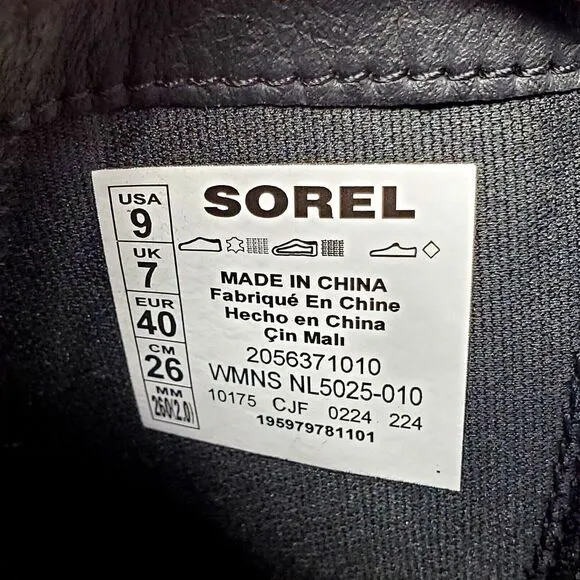 USA
9
UK
7
EUR
40
CM
26
MM
260(2.0)
SOREL
MADE IN CHINA
Fabriqué En Chine
Hecho en China
Çin Malı
2056371010
WMNS NL5025-010
10175 CJF 0224 224
195979781101